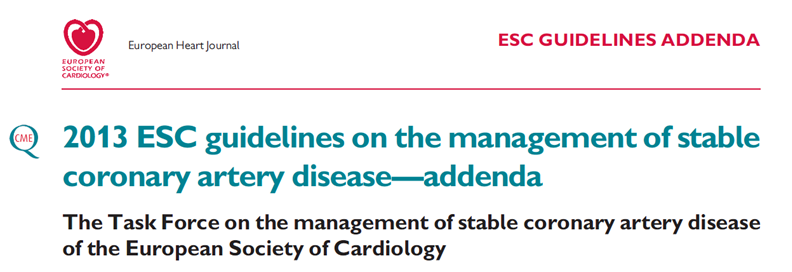 European Heart Journal
ESC GUIDELINES ADDENDA
EUROPEAN
SOCIETY OF
CARDIOLOGY®
CME
2013 ESC guidelines on the management of stable
coronary artery disease—addenda
The Task Force on the management of stable coronary artery disease
of the European Society of Cardiology